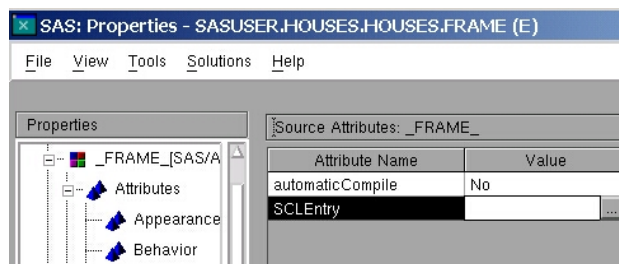 SAS: Properties - SASUSER.HOUSES.HOUSES.FRAME (E)
File View Tools Solutions Help
Properties
_FRAME_[SAS/A
Attributes
Appearance
Behavior
Source Attributes: _FRAME_
Attribute Name Value
automaticCompile No
SCLEntry ...